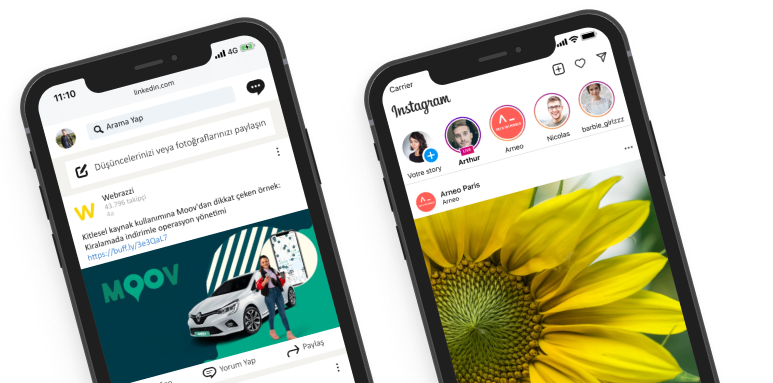 11:10
4G
linkedin.com
Arama Yap
Düşüncelerinizi veya fotoğraflarınızı paylaşın
Webrazzi
43.796 takipçi
4a
Kitlesel kaynak kullanımına Moov'dan dikkat çeken örnek:
Kiralamada indirimle operasyon yönetimi
https://buff.ly/3e3QaL7
MOOV
Yorum Yap
Paylaş
Carrier
Instagram
LIVE
Votre story
Arthur
Arneo
Nicolas
barbie_girlzzz
Arneo Paris
Arneo